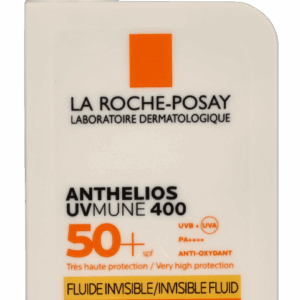 LA ROCHE-POSAY
LABORATOIRE DERMATOLOGIQUE
ANTHELIOS
UVMUNE 400
50+ spf
UVB + UVA
PA++++
ANTI-OXYDANT
Très haute protection / Very high protection
FLUIDE INVISIBLE/INVISIBLE FLUID